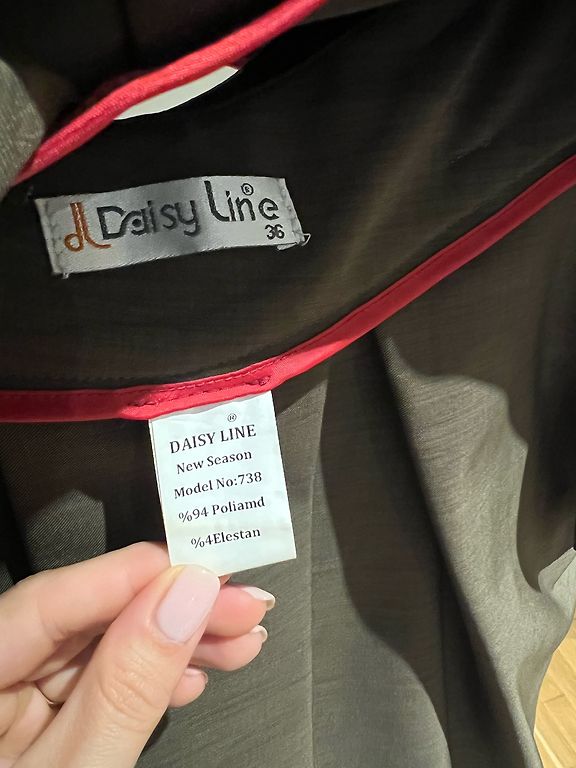 dl Daisy Line ®
36
®
DAISY LINE
New Season
Model No:738
%94 Poliamd
%4Elestan